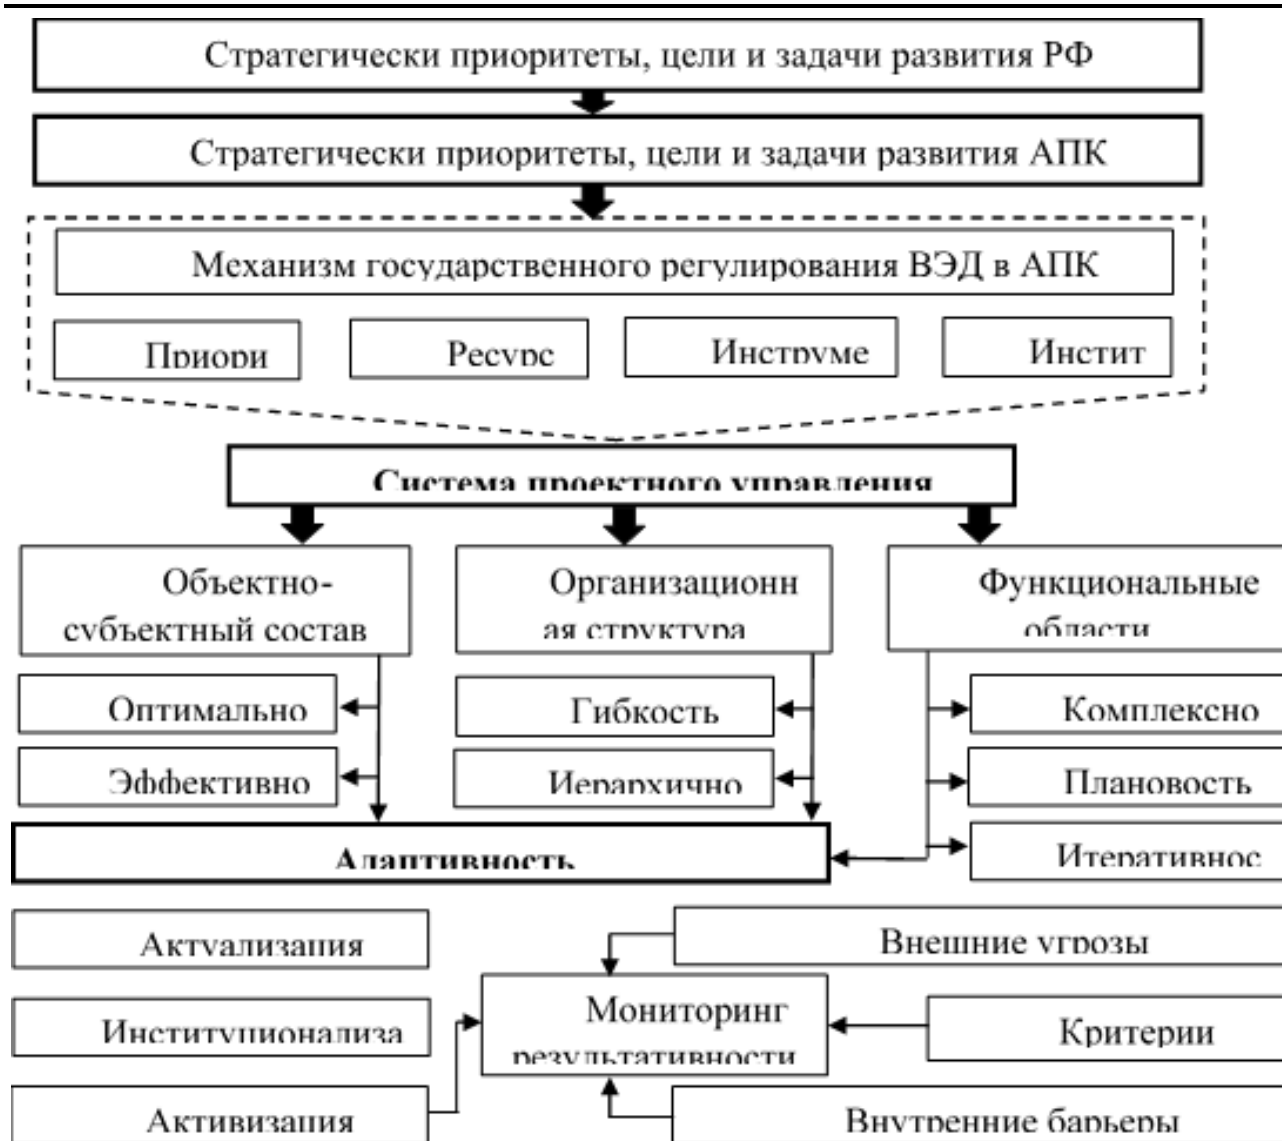 Стратегически приоритеты, цели и задачи развития РФ
Стратегически приоритеты, цели и задачи развития АПК
Механизм государственного регулирования ВЭД в АПК
Приори
Ресурс
Инструме
Инстит
Система проектного управления
Объектно-
субъектный состав
Организационн
ая структура
Функциональные
области
Оптимально
Гибкость
Комплексно
Эффективно
Иерархично
Плановость
Адаптивность
Итеративнос
Актуализация
Внешние угрозы
Мониторинг
результативности
Институционализа
Критерии
Активизация
Внутренние барьеры